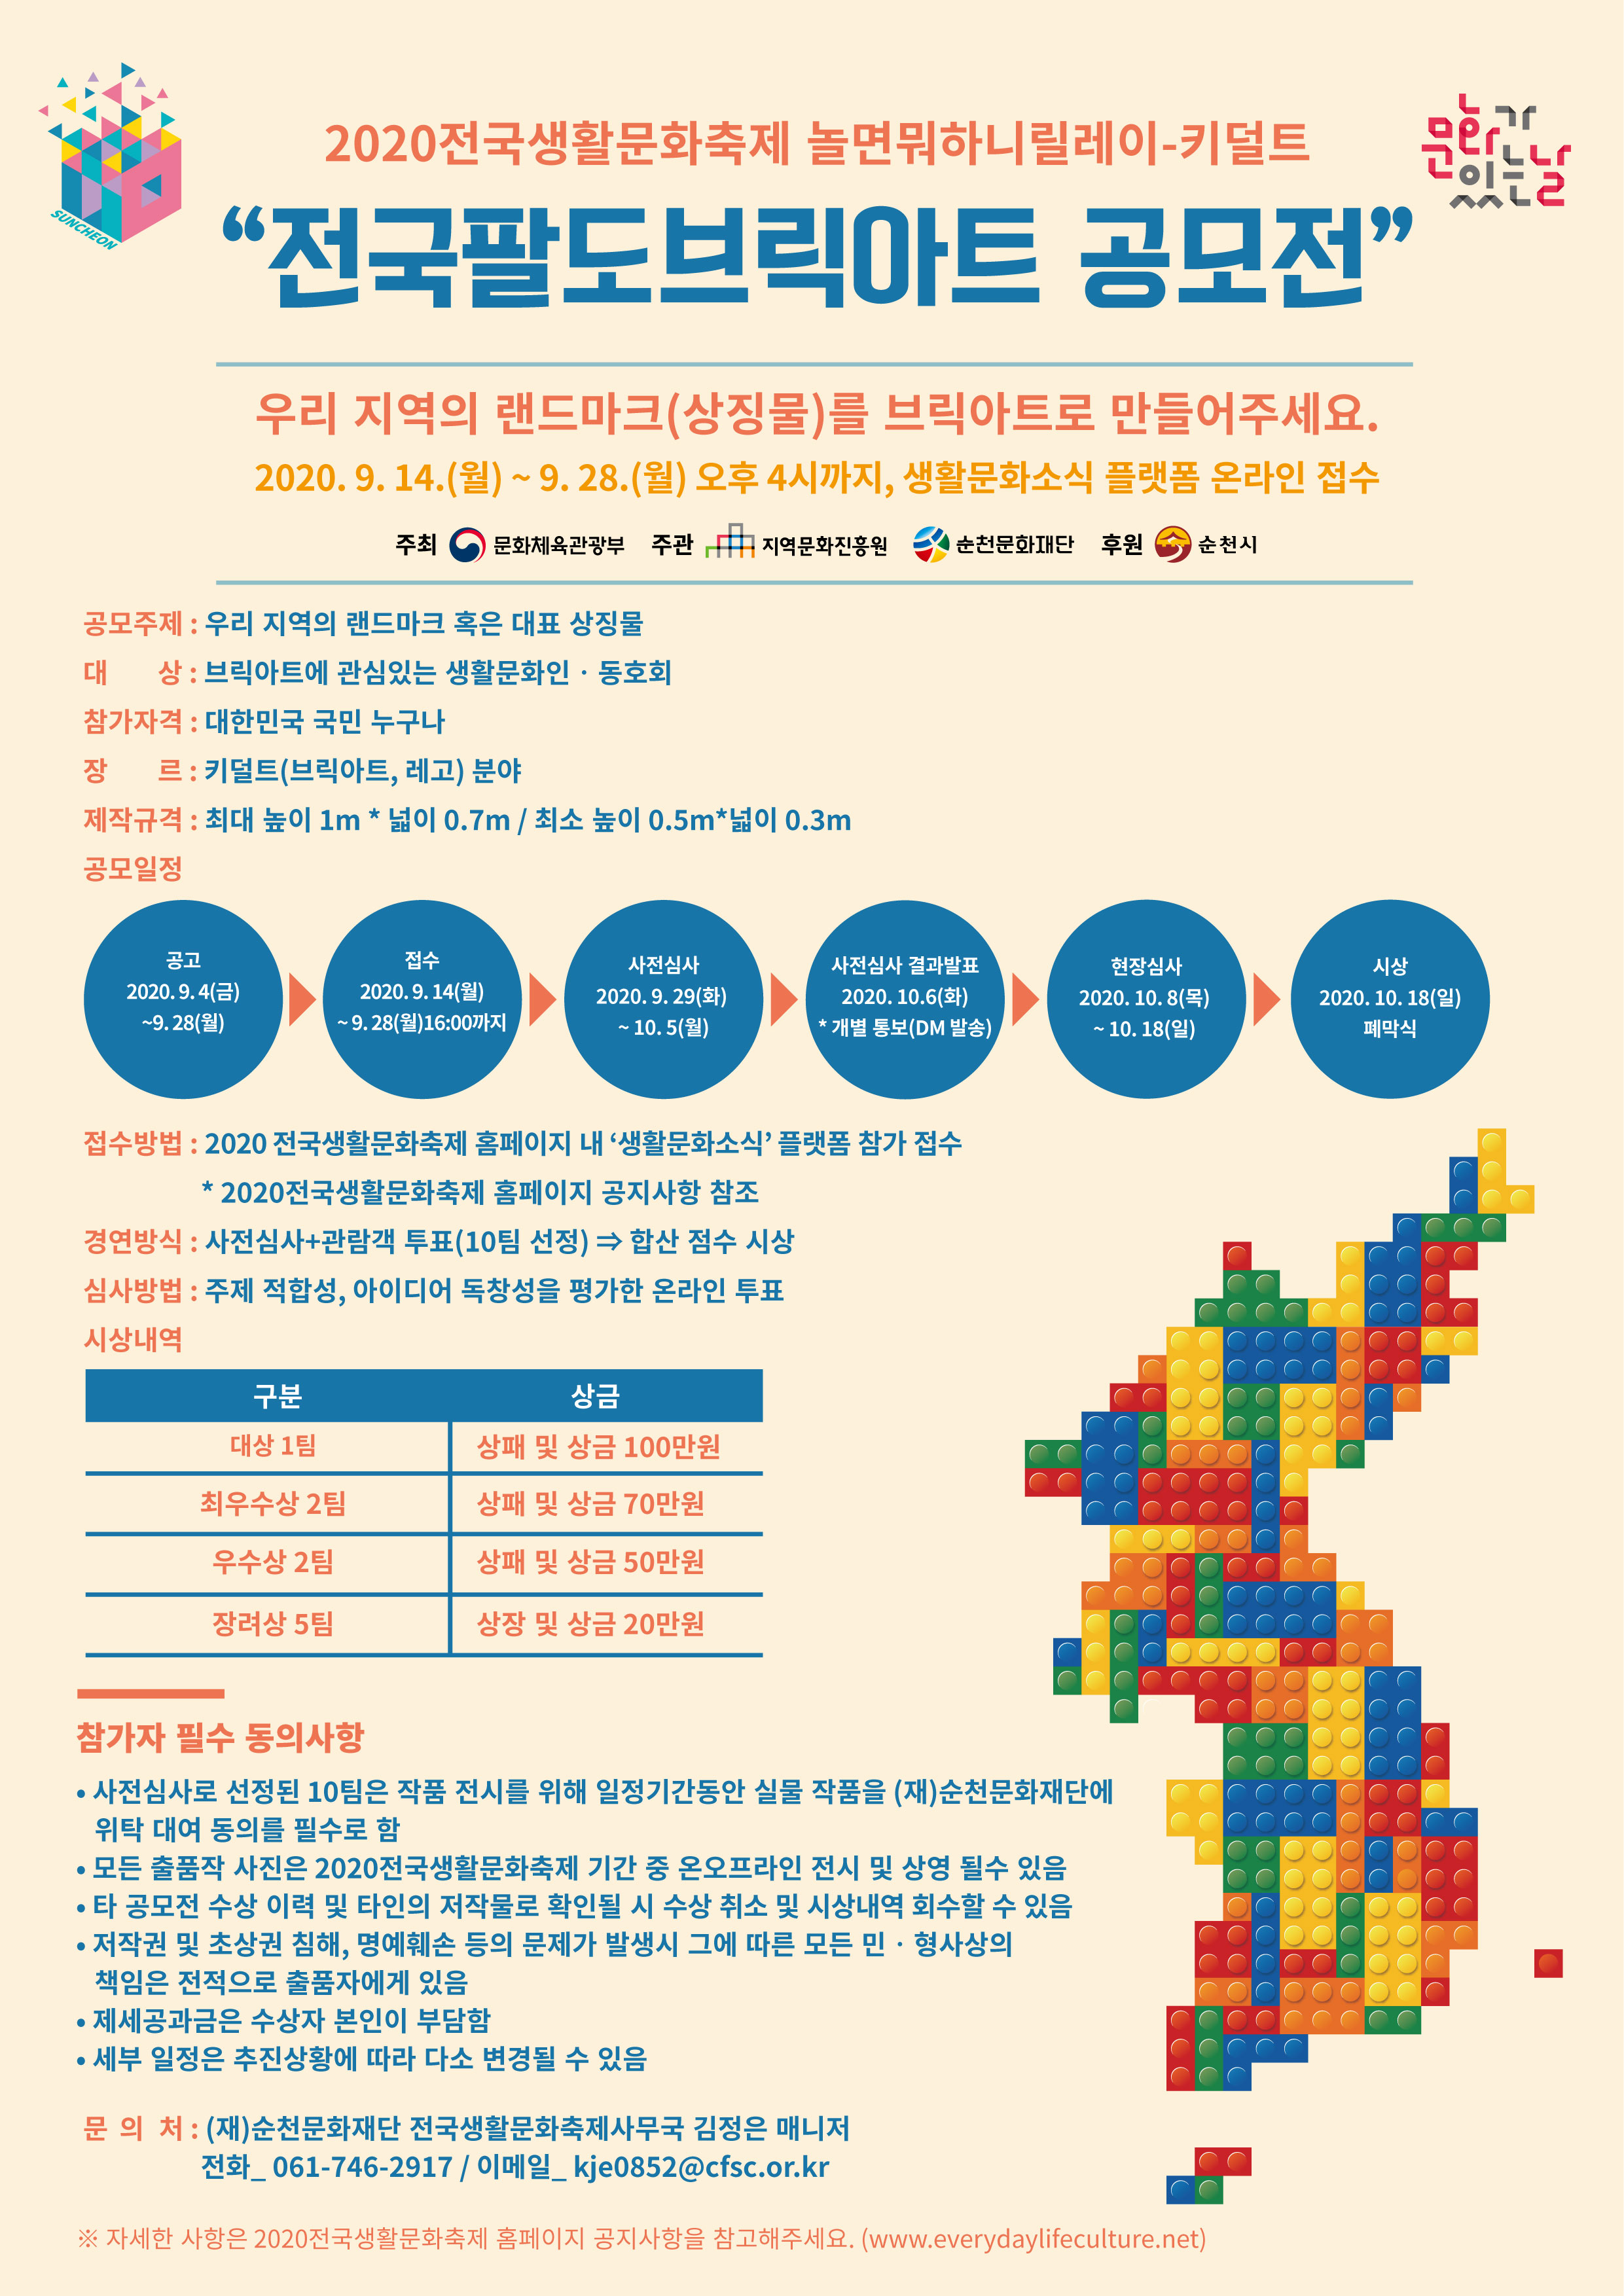 SUNCHEON
문화가
있는날
2020전국생활문화축제 놀면뭐하니릴레이-키덜트
“전국팔도브릭아트 공모전”
우리 지역의 랜드마크(상징물)를 브릭아트로 만들어주세요.
2020. 9. 14.(월) ~ 9. 28.(월) 오후 4시까지, 생활문화소식 플랫폼 온라인 접수
주최 문화체육관광부 주관 지역문화진흥원 순천문화재단 후원 순천시
공모주제 : 우리 지역의 랜드마크 혹은 대표 상징물
대 상 : 브릭아트에 관심있는 생활문화인 · 동호회
참가자격 : 대한민국 국민 누구나
장 르 : 키덜트(브릭아트, 레고) 분야
제작규격 : 최대 높이 1m * 넓이 0.7m / 최소 높이 0.5m*넓이 0.3m
공모일정
공고
2020. 9. 4(금)
~9. 28(월)
접수
2020. 9. 14(월)
~ 9. 28(월)16:00까지
사전심사
2020. 9. 29(화)
~ 10. 5(월)
사전심사 결과발표
2020. 10.6(화)
* 개별 통보(DM 발송)
현장심사
2020. 10. 8(목)
~ 10. 18(일)
시상
2020. 10. 18(일)
폐막식
접수방법 : 2020 전국생활문화축제 홈페이지 내 ‘생활문화소식’ 플랫폼 참가 접수
* 2020전국생활문화축제 홈페이지 공지사항 참조
경연방식 : 사전심사+관람객 투표(10팀 선정) ⇒ 합산 점수 시상
심사방법 : 주제 적합성, 아이디어 독창성을 평가한 온라인 투표
시상내역
구분 상금
대상 1팀 상패 및 상금 100만원
최우수상 2팀 상패 및 상금 70만원
우수상 2팀 상패 및 상금 50만원
장려상 5팀 상장 및 상금 20만원
참가자 필수 동의사항
• 사전심사로 선정된 10팀은 작품 전시를 위해 일정기간동안 실물 작품을 (재)순천문화재단에
위탁 대여 동의를 필수로 함
• 모든 출품작 사진은 2020전국생활문화축제 기간 중 온오프라인 전시 및 상영 될수 있음
• 타 공모전 수상 이력 및 타인의 저작물로 확인될 시 수상 취소 및 시상내역 회수할 수 있음
• 저작권 및 초상권 침해, 명예훼손 등의 문제가 발생시 그에 따른 모든 민 · 형사상의
책임은 전적으로 출품자에게 있음
• 제세공과금은 수상자 본인이 부담함
• 세부 일정은 추진상황에 따라 다소 변경될 수 있음
문 의 처 : (재)순천문화재단 전국생활문화축제사무국 김정은 매니저
전화_ 061-746-2917 / 이메일_ kje0852@cfsc.or.kr
※ 자세한 사항은 2020전국생활문화축제 홈페이지 공지사항을 참고해주세요. (www.everydaylifeculture.net)